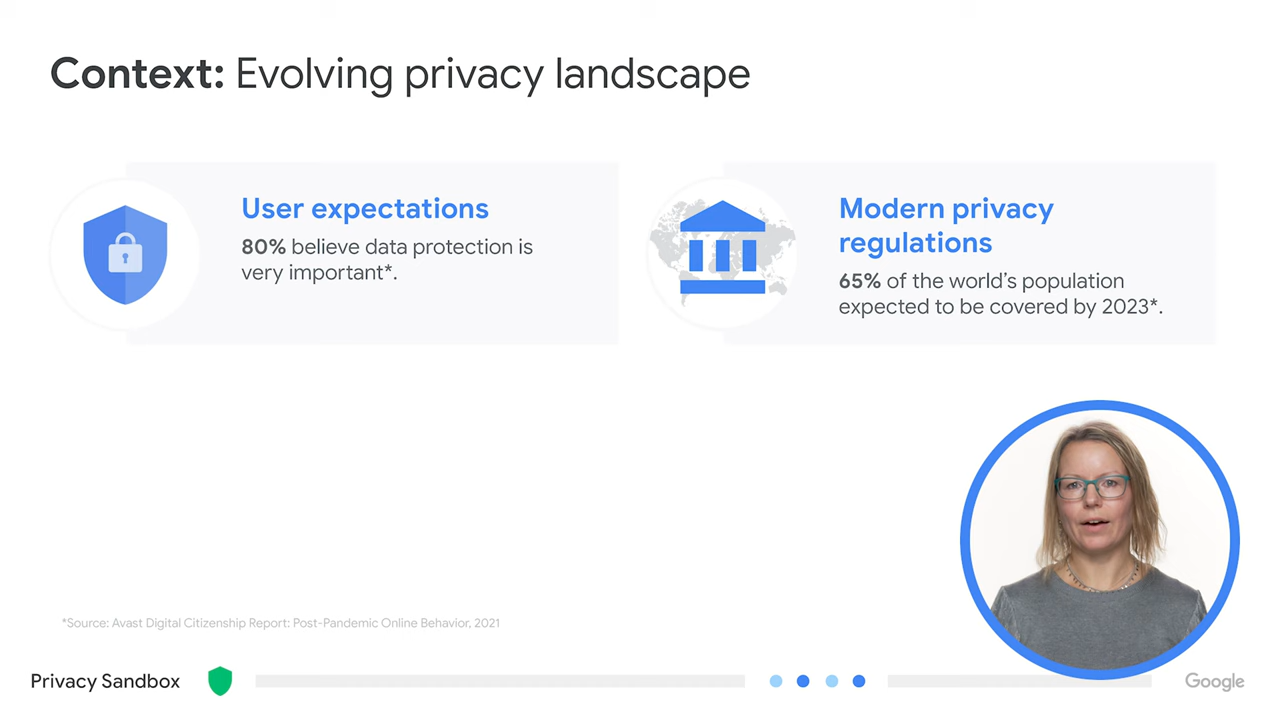 Context: Evolving privacy landscape
User expectations
80% believe data protection is
very important*.
Modern privacy
regulations
65% of the world's population
expected to be covered by 2023*.
*Source: Avast Digital Citizenship Report: Post-Pandemic Online Behavior, 2021
Privacy Sandbox
Google